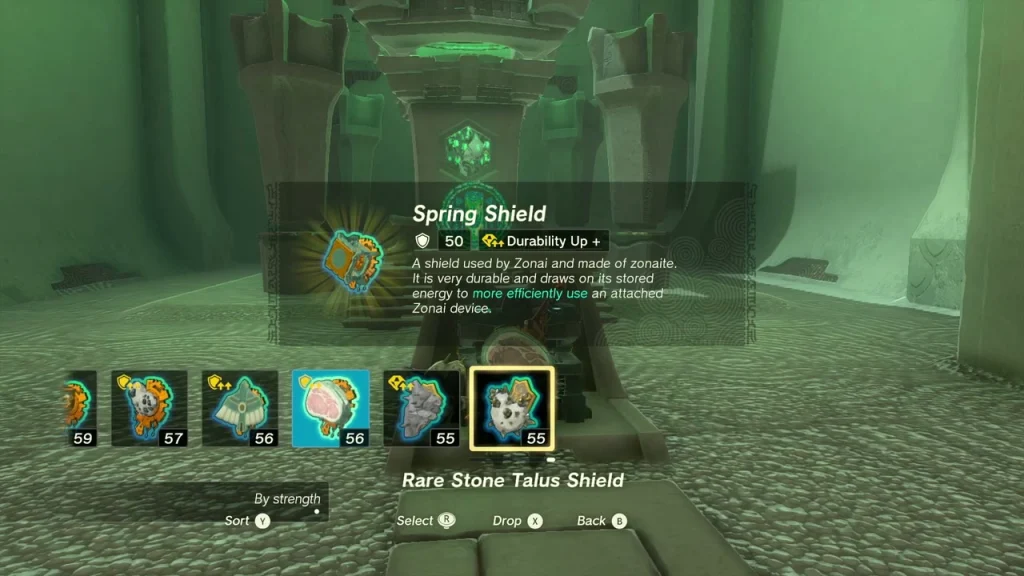 Spring Shield
50 Durability Up +
A shield used by Zonai and made of zonaite.
It is very durable and draws on its stored
energy to more efficiently use an attached
Zonai device.
59 57 56 56 55 55
Rare Stone Talus Shield
By strength
Sort Y Select R Drop X Back B